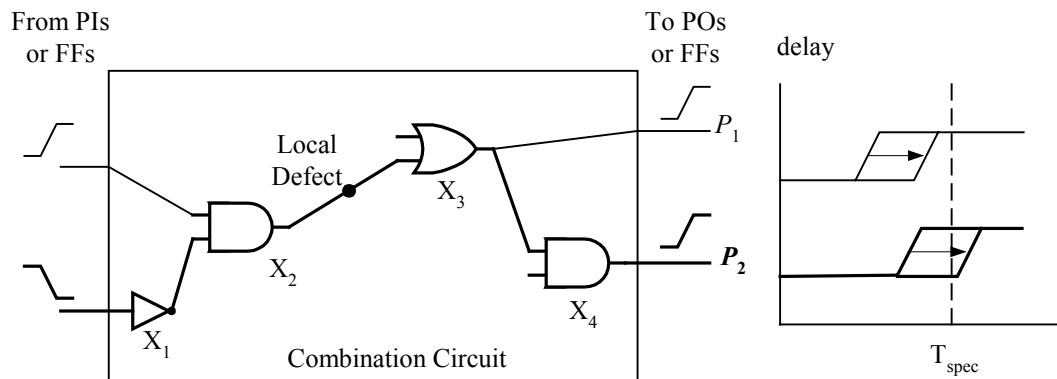 From PIs
or FFs
To POs
or FFs
delay
P1
Local
Defect
X3
X2
P2
X4
X1
Combination Circuit
Tspec